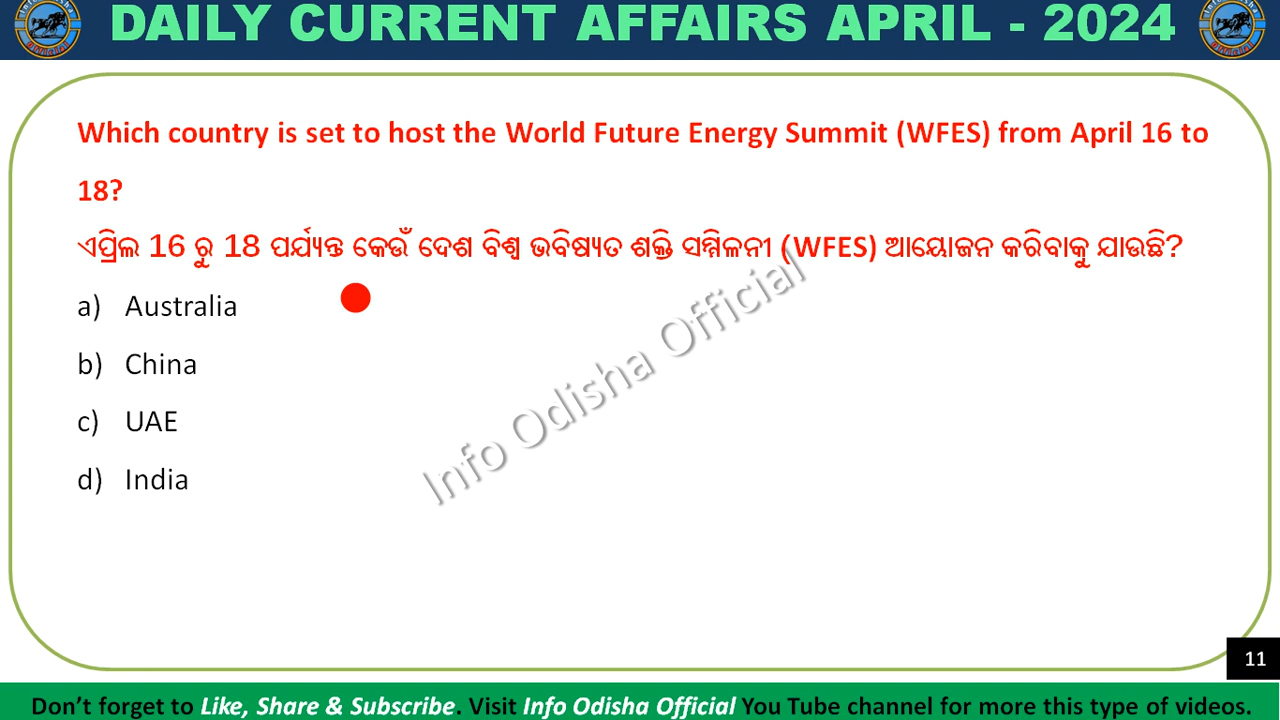 DAILY CURRENT AFFAIRS APRIL - 2024
Which country is set to host the World Future Energy Summit (WFES) from April 16 to
18?
ଏପ୍ରିଲ 16 ରୁ 18 ପର୍ଯ୍ୟନ୍ତ କେଉଁ ଦେଶ ବିଶ୍ୱ ଭବିଷ୍ୟତ ଶକ୍ତି ସମ୍ମିଳନୀ (WFES) ଆୟୋଜନ କରିବାକୁ ଯାଉଛି?
a) Australia
b) China
c) UAE
d) India
Info Odisha Official
11
Don’t forget to Like, Share & Subscribe. Visit Info Odisha Official You Tube channel for more this type of videos.